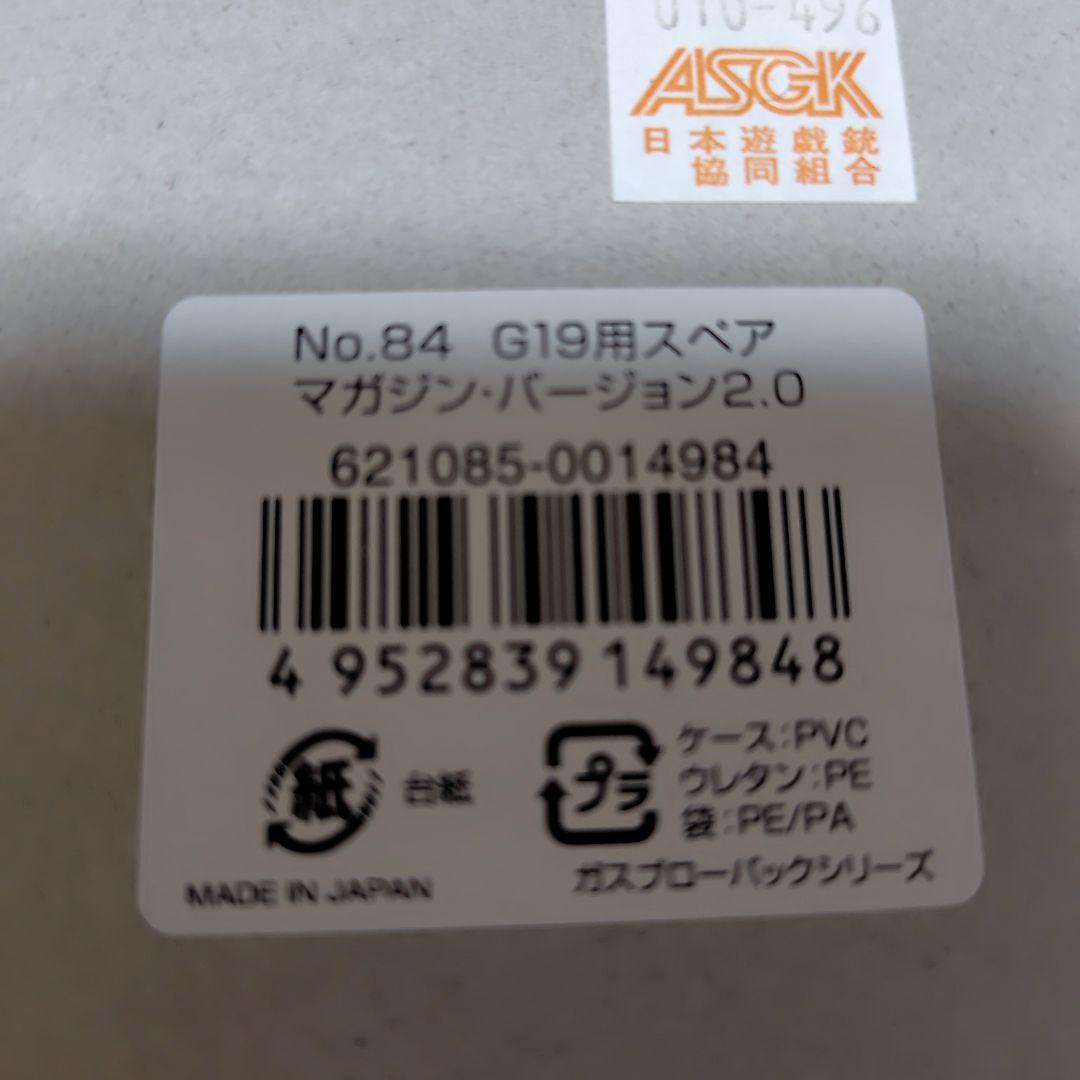 010-496
ASGK
日本遊戯銃
協同組合
No.84 G19用スペア
マガジン・バージョン2.0
621085-0014984
4 952839 149848
紙 台紙
プラ
ケース:PVC
ウレタン:PE
袋:PE/PA
MADE IN JAPAN
ガスブローバックシリーズ